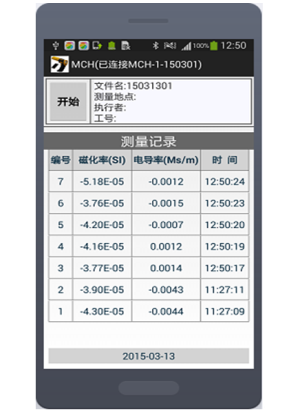 100% 12:50
MCH(已连接MCH-1-150301)
开始
文件名:15031301
测量地点:
执行者:
工号:
测量记录
编号 磁化率(SI) 电导率(Ms/m) 时 间
7 -5.18E-05 -0.0012 12:50:24
6 -3.76E-05 -0.0015 12:50:23
5 -4.20E-05 -0.0007 12:50:20
4 -4.16E-05 0.0012 12:50:19
3 -3.77E-05 0.0014 12:50:17
2 -3.90E-05 -0.0043 11:27:11
1 -4.30E-05 -0.0044 11:27:09
2015-03-13